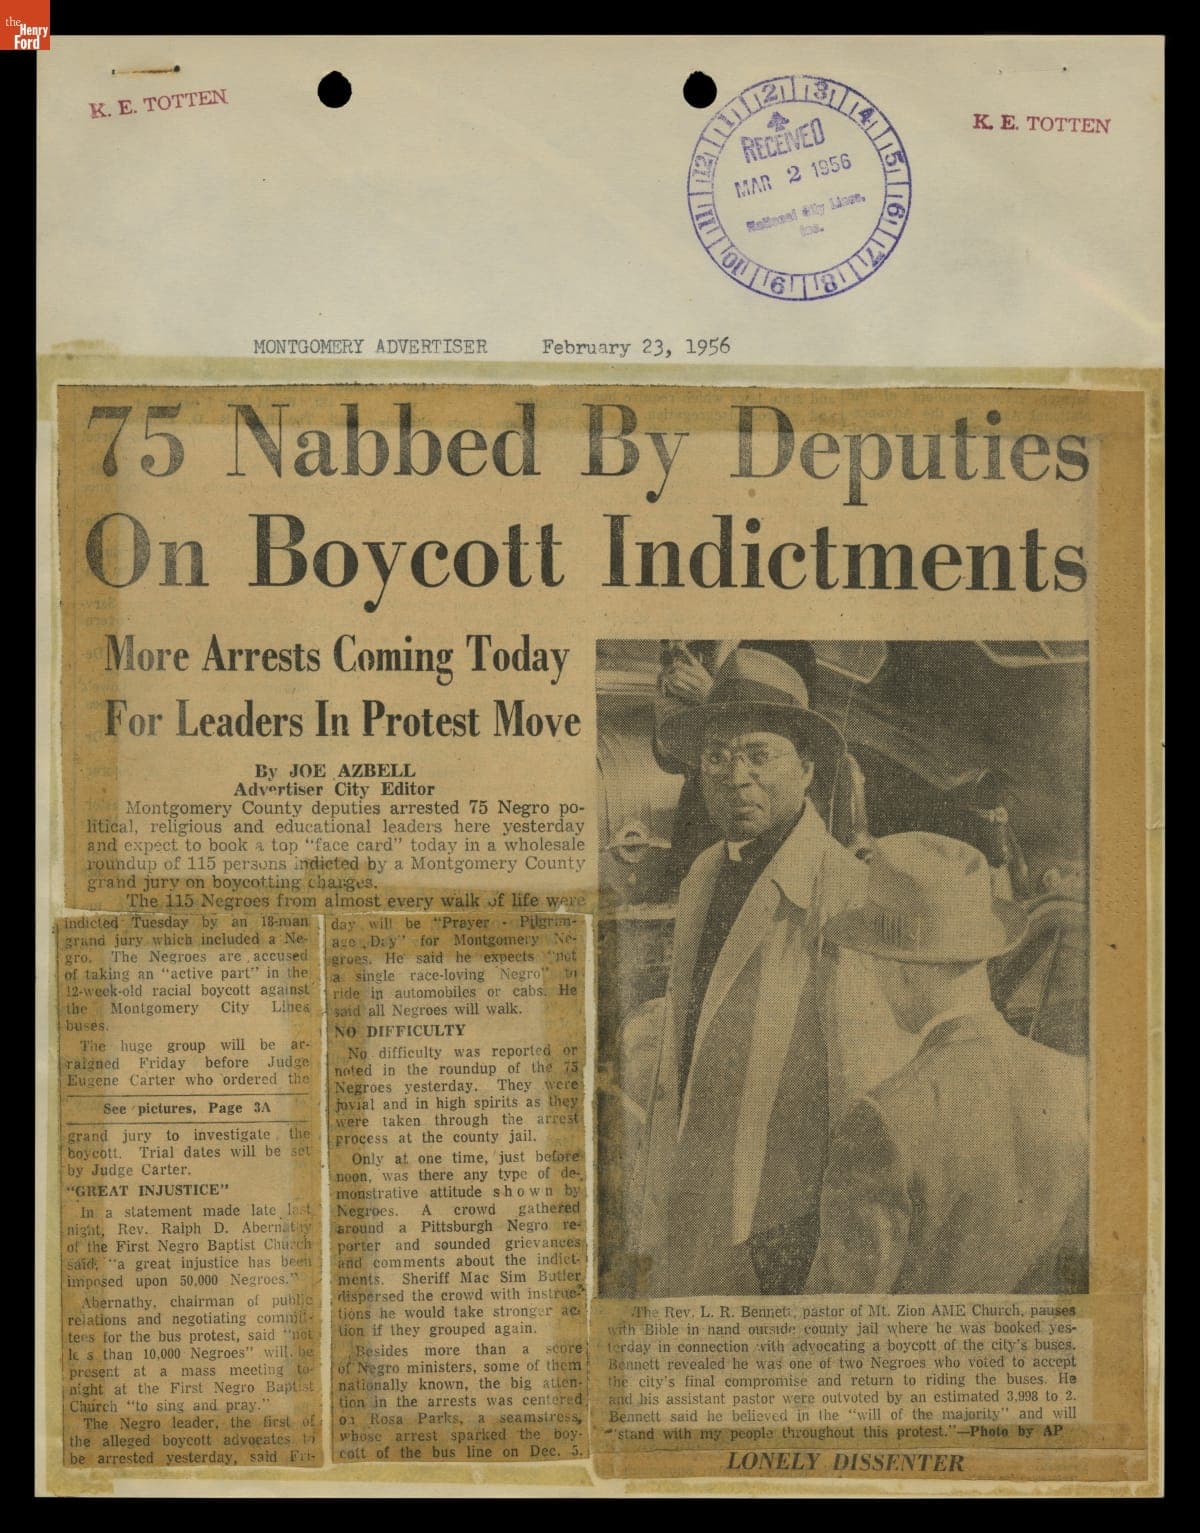 the
Henry
Ford
K. E. TOTTEN
K. E. TOTTEN
12 1 2 3 4 5 6 7 8 9 10 11
RECEIVED
MAR 2 1956
National City Lines,
Inc.
MONTGOMERY ADVERTISER February 23, 1956
75 Nabbed By Deputies
On Boycott Indictments
More Arrests Coming Today
For Leaders In Protest Move
By JOE AZBELL
Advertiser City Editor
Montgomery County deputies arrested 75 Negro po-
litical, religious and educational leaders here yesterday
and expect to book a top "face card" today in a wholesale
roundup of 115 persons indicted by a Montgomery County
grand jury on boycotting charges.
The 115 Negroes from almost every walk of life were
indicted Tuesday by an 18-man
grand jury which included a Ne-
gro. The Negroes are accused
of taking an "active part" in the
12-week-old racial boycott against
the Montgomery City Lines
buses.
The huge group will be ar-
raigned Friday before Judge
Eugene Carter who ordered the
See pictures, Page 3A
grand jury to investigate the
boycott. Trial dates will be set
by Judge Carter.
"GREAT INJUSTICE"
In a statement made late last
night, Rev. Ralph D. Abernathy
of the First Negro Baptist Church
said, "a great injustice has been
imposed upon 50,000 Negroes."
Abernathy, chairman of public
relations and negotiating commit-
tees for the bus protest, said "not
less than 10,000 Negroes" will be
present at a mass meeting to-
night at the First Negro Baptist
Church "to sing and pray."
The Negro leader, the first of
the alleged boycott advocates to
be arrested yesterday, said Fri-
day will be "Prayer - Pilgrim-
age Day" for Montgomery Ne-
groes. He said he expects "not
a single race-loving Negro" to
ride in automobiles or cabs. He
said all Negroes will walk.
NO DIFFICULTY
No difficulty was reported or
noted in the roundup of the 75
Negroes yesterday. They were
jovial and in high spirits as they
were taken through the arrest
process at the county jail.
Only at one time, just before
noon, was there any type of de-
monstrative attitude shown by
Negroes. A crowd gathered
around a Pittsburgh Negro re-
porter and sounded grievances
and comments about the indict-
ments. Sheriff Mac Sim Butler
dispersed the crowd with instruc-
tions he would take stronger ac-
tion if they grouped again.
Besides more than a score
of Negro ministers, some of them
nationally known, the big atten-
tion in the arrests was centered
on Rosa Parks, a seamstress,
whose arrest sparked the boy-
cott of the bus line on Dec. 5.
The Rev. L. R. Bennett, pastor of Mt. Zion AME Church, pauses
with Bible in hand outside county jail where he was booked yes-
terday in connection with advocating a boycott of the city's buses.
Bennett revealed he was one of two Negroes who voted to accept
the city's final compromise and return to riding the buses. He
and his assistant pastor were outvoted by an estimated 3,998 to 2.
Bennett said he believed in the "will of the majority" and will
"stand with my people throughout this protest."—Photo by AP
LONELY DISSENTER